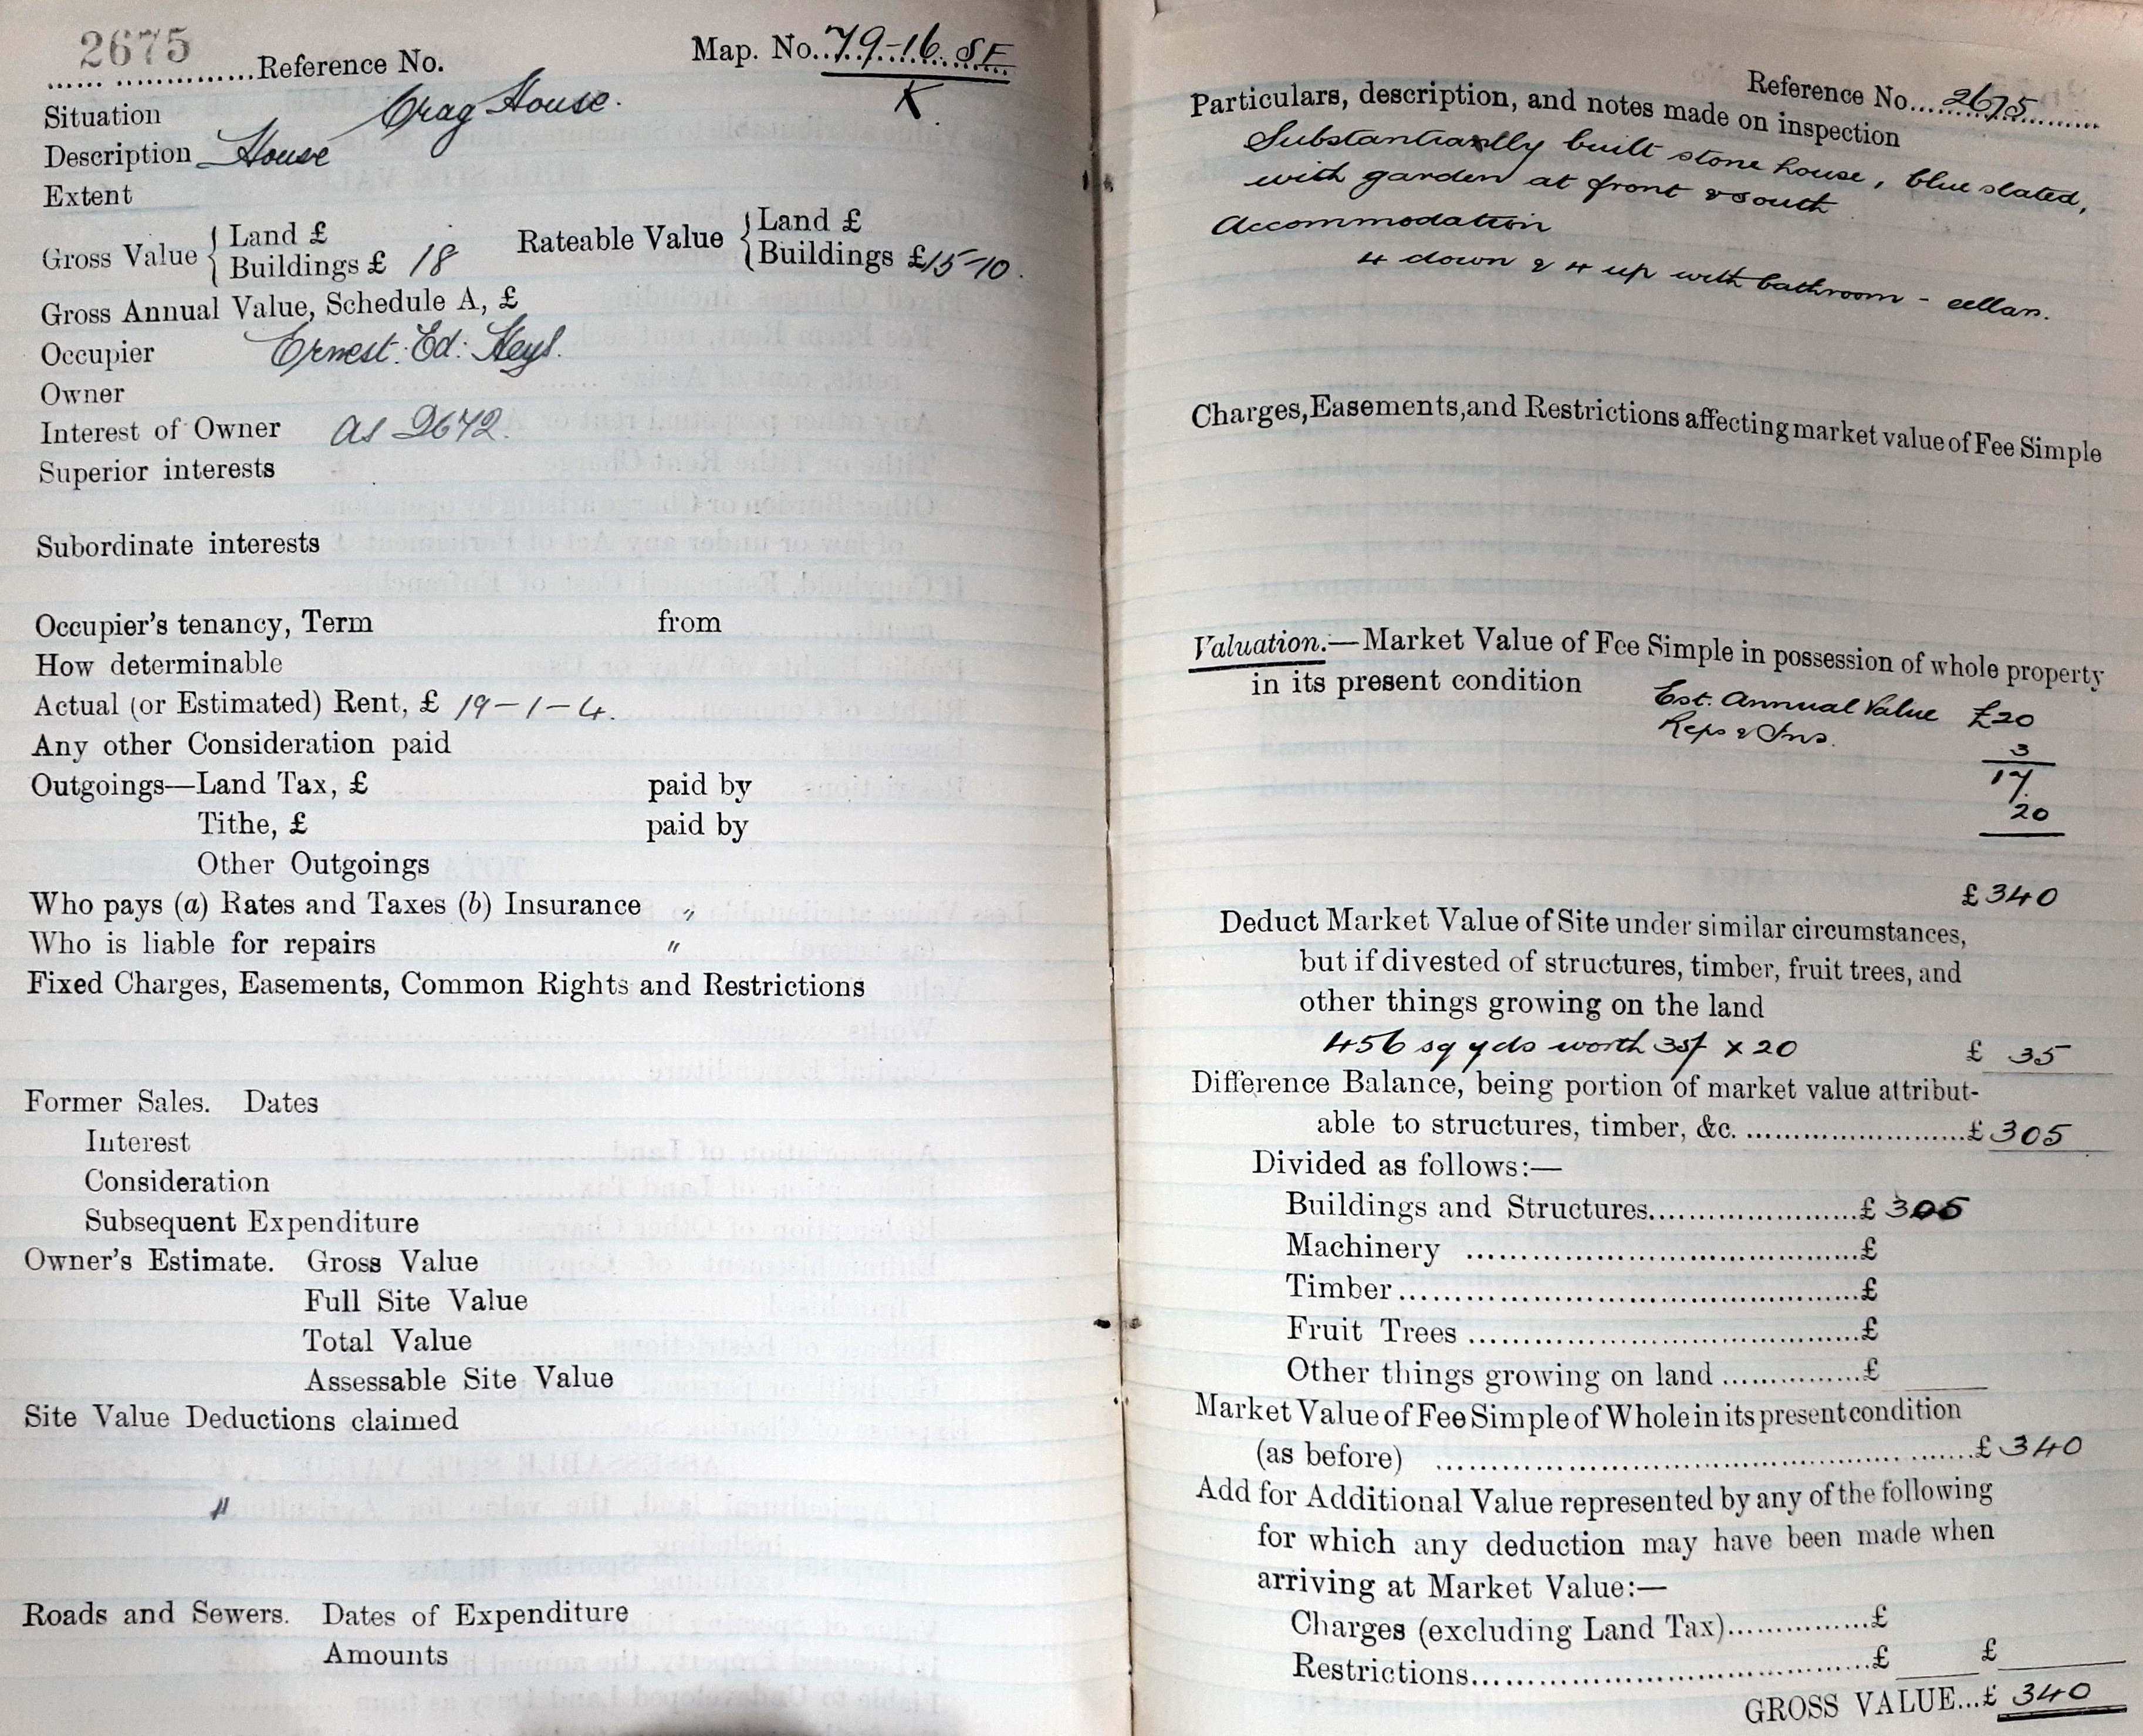 2675
...... ...............Reference No.
Map. No..79-16. SE
K
Situation Crag House.
Description House
Extent
Gross Value { Land £
Buildings £ 18
Rateable Value { Land £
Buildings £15-10.
Gross Annual Value, Schedule A, £
Occupier Ernest. Ed: Heys.
Owner
Interest of Owner as 2672.
Superior interests
Subordinate interests
Occupier's tenancy, Term from
How determinable
Actual (or Estimated) Rent, £ 19-1-4.
Any other Consideration paid
Outgoings—Land Tax, £ paid by
Tithe, £ paid by
Other Outgoings
Who pays (a) Rates and Taxes (b) Insurance "
Who is liable for repairs "
Fixed Charges, Easements, Common Rights and Restrictions
Former Sales. Dates
Interest
Consideration
Subsequent Expenditure
Owner's Estimate. Gross Value
Full Site Value
Total Value
Assessable Site Value
Site Value Deductions claimed
"
Roads and Sewers. Dates of Expenditure
Amounts
Reference No....2675
Particulars, description, and notes made on inspection
Substantially built stone house, blue slated,
with garden at front & south
Accommodation
4 down & 4 up with bathroom - cellar.
Charges, Easements, and Restrictions affecting market value of Fee Simple
Valuation.—Market Value of Fee Simple in possession of whole property
in its present condition
Est. Annual Value £20
Reps & Ins. 3
17
20
£340
Deduct Market Value of Site under similar circumstances,
but if divested of structures, timber, fruit trees, and
other things growing on the land
456 sq yds worth 35/ x 20 £ 35
Difference Balance, being portion of market value attribut-
able to structures, timber, &c. ........................£305
Divided as follows:—
Buildings and Structures......................£ 305
Machinery ........................................£
Timber...............................................£
Fruit Trees .......................................£
Other things growing on land ...............£
Market Value of Fee Simple of Whole in its present condition
(as before) ......................................................£340
Add for Additional Value represented by any of the following
for which any deduction may have been made when
arriving at Market Value:—
Charges (excluding Land Tax)...............£
Restrictions.........................................£ £
GROSS VALUE...£ 340